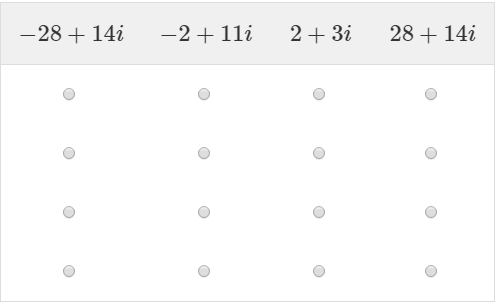 −28 + 14i −2 + 11i 2 + 3i 28 + 14i